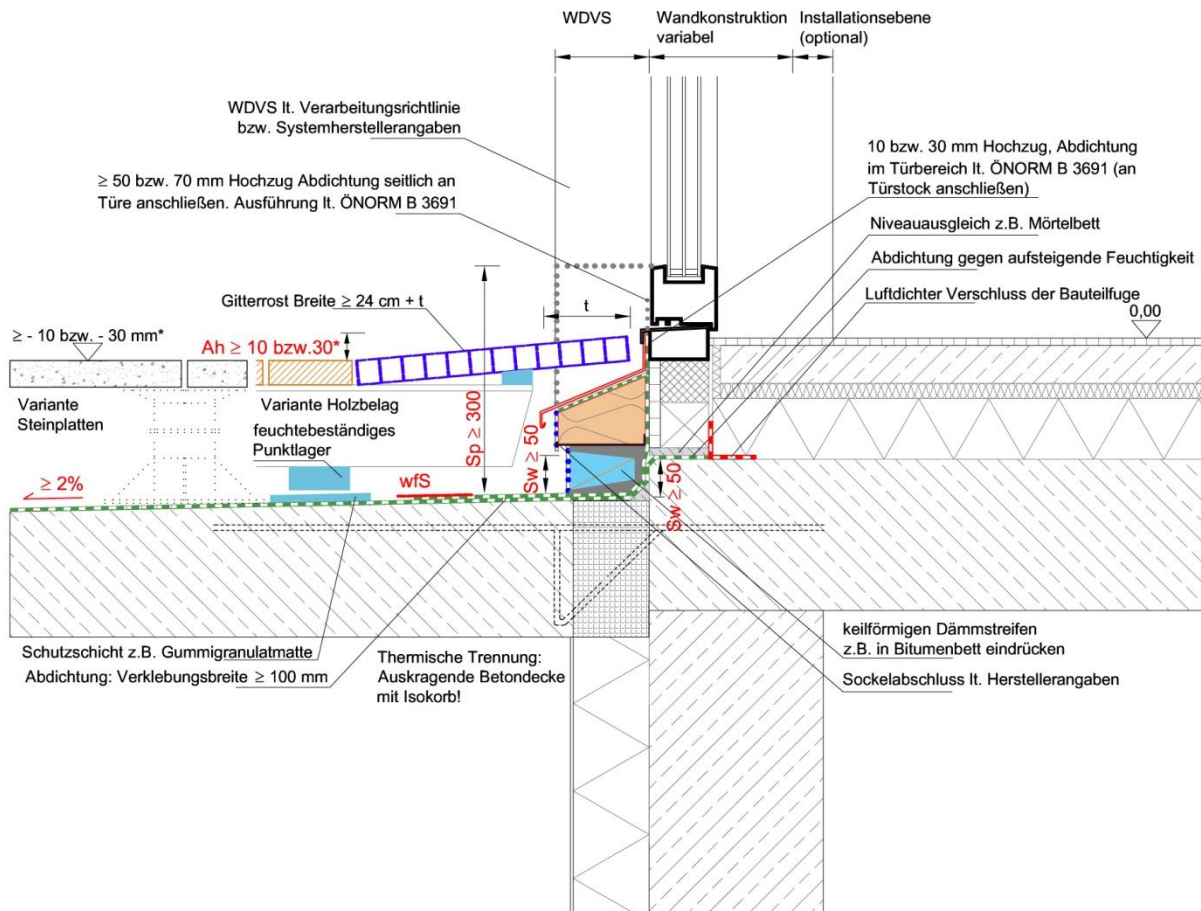 WDVS
Wandkonstruktion
variabel
Installationsebene
(optional)
WDVS lt. Verarbeitungsrichtlinie
bzw. Systemherstellerangaben
≥ 50 bzw. 70 mm Hochzug Abdichtung seitlich an
Türe anschließen. Ausführung lt. ÖNORM B 3691
10 bzw. 30 mm Hochzug, Abdichtung
im Türbereich lt. ÖNORM B 3691 (an
Türstock anschließen)
Niveauausgleich z.B. Mörtelbett
Abdichtung gegen aufsteigende Feuchtigkeit
Luftdichter Verschluss der Bauteilfuge
0,00
Gitterrost Breite ≥ 24 cm + t
t
≥ - 10 bzw. - 30 mm*
Ah ≥ 10 bzw.30*
Variante
Steinplatten
Variante Holzbelag
feuchtebeständiges
Punktlager
Sp ≥ 300
Sw ≥ 50
Sw ≥ 50
≥ 2%
wfS
Schutzschicht z.B. Gummigranulatmatte
Abdichtung: Verklebungsbreite ≥ 100 mm
Thermische Trennung:
Auskragende Betondecke
mit Isokorb!
keilförmigen Dämmstreifen
z.B. in Bitumenbett eindrücken
Sockelabschluss lt. Herstellerangaben